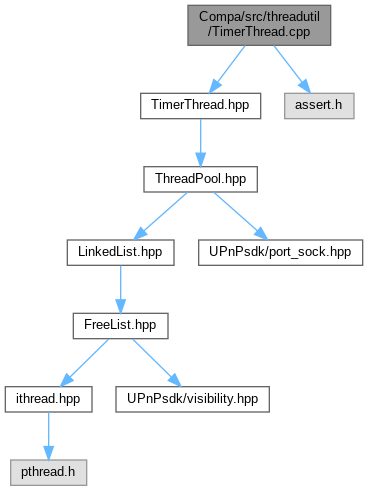 Compa/src/threadutil
/TimerThread.cpp
TimerThread.hpp
assert.h
ThreadPool.hpp
LinkedList.hpp
UPnPsdk/port_sock.hpp
FreeList.hpp
ithread.hpp
UPnPsdk/visibility.hpp
pthread.h